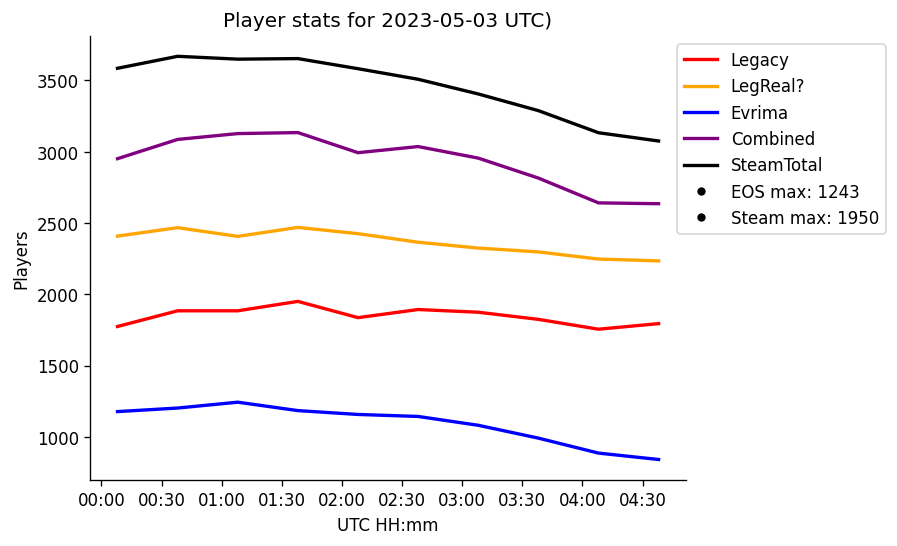 Player stats for 2023-05-03 UTC)
Players
3500
3000
2500
2000
1500
1000
00:00 00:30 01:00 01:30 02:00 02:30 03:00 03:30 04:00 04:30
UTC HH:mm
Legacy
LegReal?
Evrima
Combined
SteamTotal
EOS max: 1243
Steam max: 1950